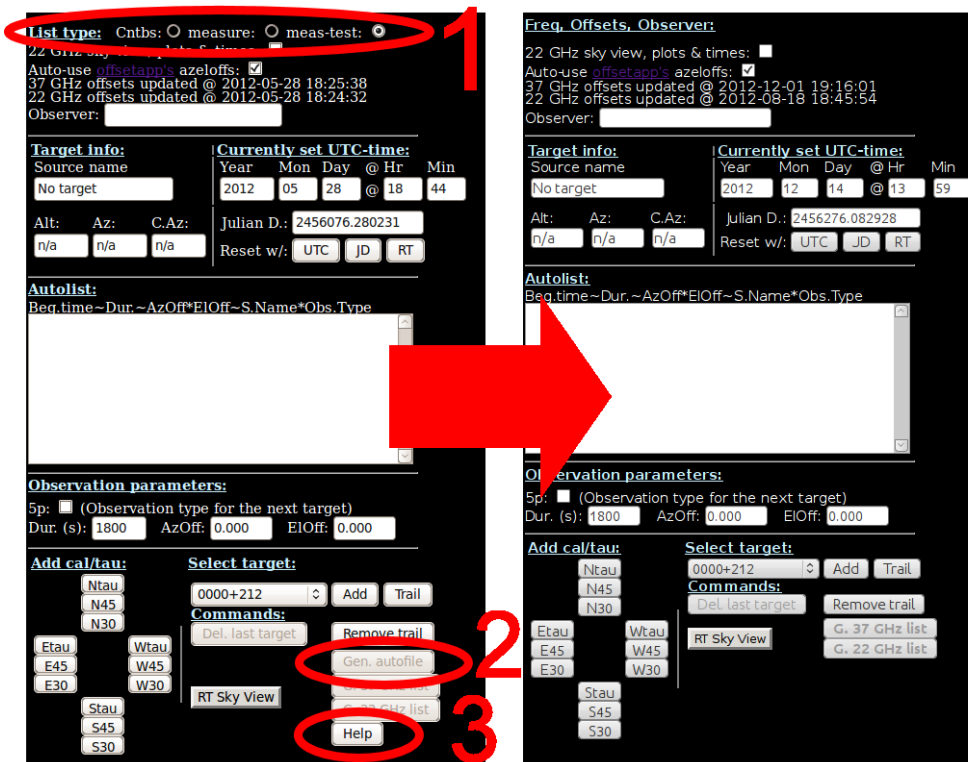 List type: Cntbs: measure: meas-test:
1
22 GHz sky view, plots & times:
Auto-use offsetapp's azeloffs:
37 GHz offsets updated @ 2012-05-28 18:25:38
22 GHz offsets updated @ 2012-05-28 18:24:32
Observer:
Target info:
Source name
No target
Alt: Az: C.Az:
n/a n/a n/a
Currently set UTC-time:
Year Mon Day @ Hr Min
2012 05 28 @ 18 44
Julian D.: 2456076.280231
Reset w/: UTC JD RT
Autolist:
Beg.time~Dur.~AzOff*ElOff~S.Name*Obs.Type
Observation parameters:
5p: (Observation type for the next target)
Dur. (s): 1800 AzOff: 0.000 ElOff: 0.000
Add cal/tau:
Ntau
N45
N30
Etau Wtau
E45 W45
E30 W30
Stau
S45
S30
Select target:
0000+212 Add Trail
Commands:
Del. last target Remove trail
Gen. autofile
2
G. 37 GHz list
RT Sky View
G. 22 GHz list
Help
3
Freq, Offsets, Observer:
22 GHz sky view, plots & times:
Auto-use offsetapp's azeloffs:
37 GHz offsets updated @ 2012-12-01 19:16:01
22 GHz offsets updated @ 2012-08-18 18:45:54
Observer:
Target info:
Source name
No target
Alt: Az: C.Az:
n/a n/a n/a
Currently set UTC-time:
Year Mon Day @ Hr Min
2012 12 14 @ 13 59
Julian D.: 2456276.082928
Reset w/: UTC JD RT
Autolist:
Beg.time~Dur.~AzOff*ElOff~S.Name*Obs.Type
Observation parameters:
5p: (Observation type for the next target)
Dur. (s): 1800 AzOff: 0.000 ElOff: 0.000
Add cal/tau:
Ntau
N45
N30
Etau Wtau
E45 W45
E30 W30
Stau
S45
S30
Select target:
0000+212 Add Trail
Commands:
Del. last target Remove trail
RT Sky View
G. 37 GHz list
G. 22 GHz list